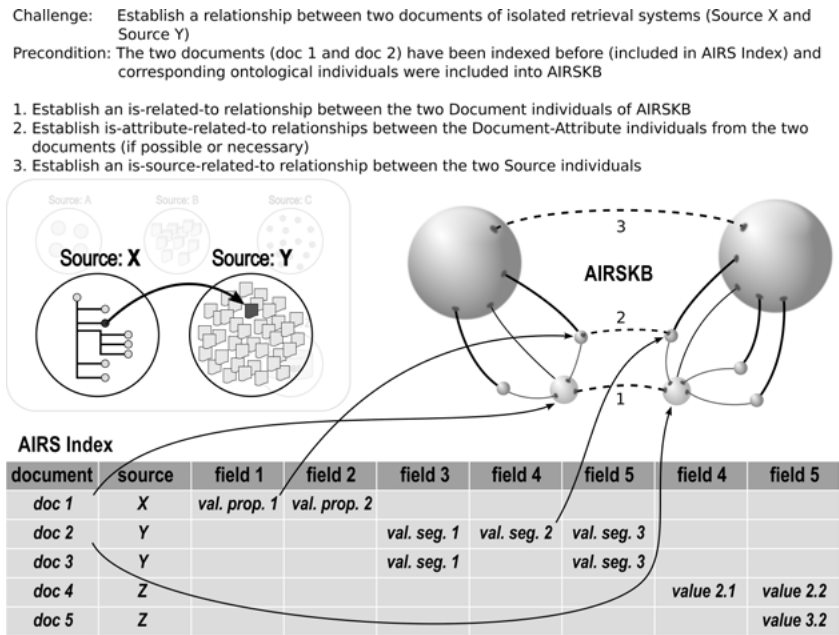 Challenge: Establish a relationship between two documents of isolated retrieval systems (Source X and
Source Y)
Precondition: The two documents (doc 1 and doc 2) have been indexed before (included in AIRS Index) and
corresponding ontological individuals were included into AIRSKB
1. Establish an is-related-to relationship between the two Document individuals of AIRSKB
2. Establish is-attribute-related-to relationships between the Document-Attribute individuals from the two
documents (if possible or necessary)
3. Establish an is-source-related-to relationship between the two Source individuals
Source: A Source: B Source: C
Source: X Source: Y
3
AIRSKB
2
1
AIRS Index
document source field 1 field 2 field 3 field 4 field 5 field 4 field 5
doc 1 X val. prop. 1 val. prop. 2
doc 2 Y val. seg. 1 val. seg. 2 val. seg. 3
doc 3 Y val. seg. 1 val. seg. 3
doc 4 Z value 2.1 value 2.2
doc 5 Z value 3.2